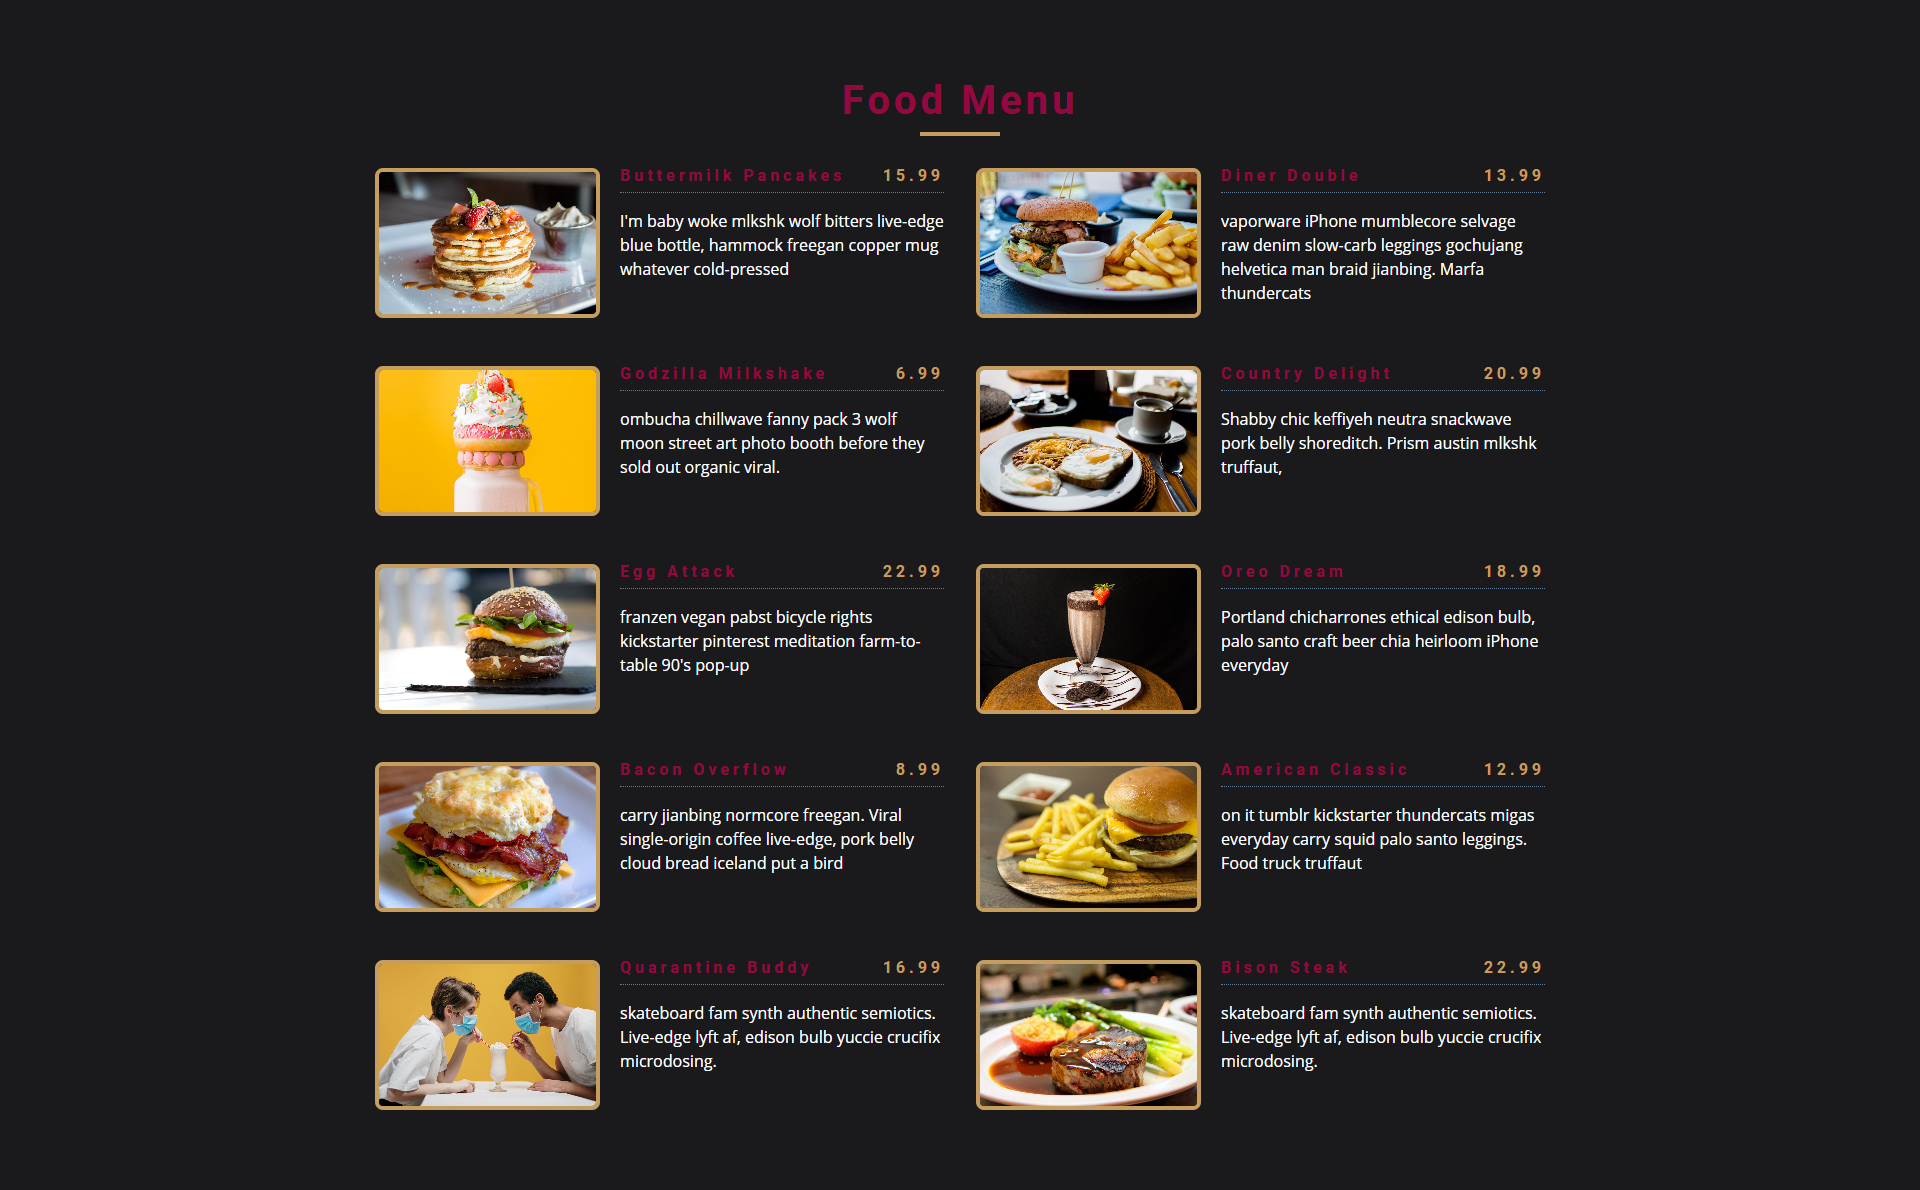 Food Menu
Buttermilk Pancakes 15.99
I'm baby woke mlkshk wolf bitters live-edge
blue bottle, hammock freegan copper mug
whatever cold-pressed
Diner Double 13.99
vaporware iPhone mumblecore selvage
raw denim slow-carb leggings gochujang
helvetica man braid jianbing. Marfa
thundercats
Godzilla Milkshake 6.99
ombucha chillwave fanny pack 3 wolf
moon street art photo booth before they
sold out organic viral.
Country Delight 20.99
Shabby chic keffiyeh neutra snackwave
pork belly shoreditch. Prism austin mlkshk
truffaut,
Egg Attack 22.99
franzen vegan pabst bicycle rights
kickstarter pinterest meditation farm-to-
table 90's pop-up
Oreo Dream 18.99
Portland chicharrones ethical edison bulb,
palo santo craft beer chia heirloom iPhone
everyday
Bacon Overflow 8.99
carry jianbing normcore freegan. Viral
single-origin coffee live-edge, pork belly
cloud bread iceland put a bird
American Classic 12.99
on it tumblr kickstarter thundercats migas
everyday carry squid palo santo leggings.
Food truck truffaut
Quarantine Buddy 16.99
skateboard fam synth authentic semiotics.
Live-edge lyft af, edison bulb yuccie crucifix
microdosing.
Bison Steak 22.99
skateboard fam synth authentic semiotics.
Live-edge lyft af, edison bulb yuccie crucifix
microdosing.